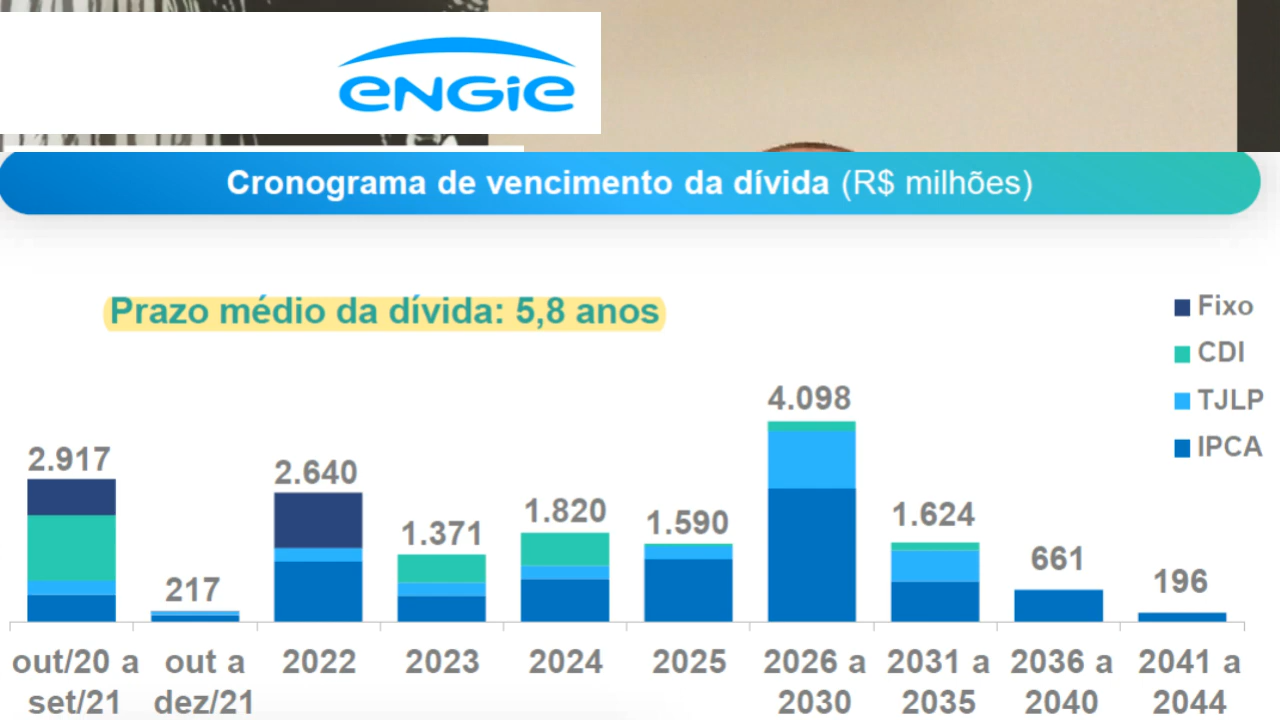 ENGIE
Cronograma de vencimento da dívida (R$ milhões)
Prazo médio da dívida: 5,8 anos
Fixo
CDI
TJLP
IPCA
4.098
2.917
2.640
1.371
1.820
1.590
1.624
217
661
196
out/20 a
set/21
out a
dez/21
2022
2023
2024
2025
2026 a
2030
2031 a
2035
2036 a
2040
2041 a
2044